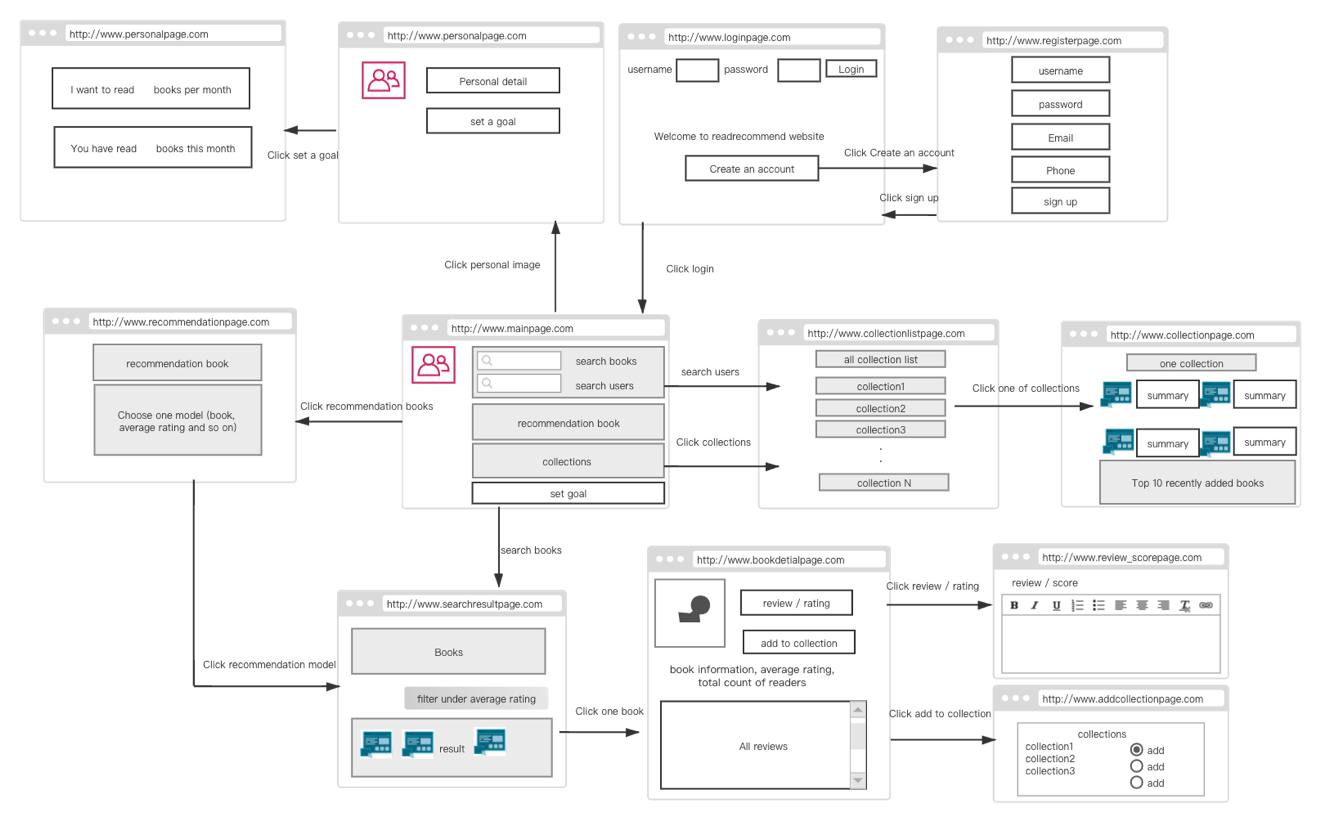 http://www.personalpage.com
I want to read books per month
You have read books this month
Click set a goal
http://www.personalpage.com
Personal detail
set a goal
http://www.loginpage.com
username password Login
Welcome to readrecommend website
Create an account
Click Create an account
Click sign up
http://www.registerpage.com
username
password
Email
Phone
sign up
Click personal image
Click login
http://www.recommendationpage.com
recommendation book
Choose one model (book,
average rating and so on)
Click recommendation books
http://www.mainpage.com
search books
search users
recommendation book
collections
set goal
search users
Click collections
http://www.collectionlistpage.com
all collection list
collection1
collection2
collection3
.
.
collection N
Click one of collections
http://www.collectionpage.com
one collection
summary summary
summary summary
Top 10 recently added books
search books
Click recommendation model
http://www.searchresultpage.com
Books
filter under average rating
result
Click one book
http://www.bookdetialpage.com
review / rating
add to collection
book information, average rating,
total count of readers
All reviews
Click review / rating
Click add to collection
http://www.review_scorepage.com
review / score
B I U T
http://www.addcollectionpage.com
collections
collection1 add
collection2 add
collection3 add